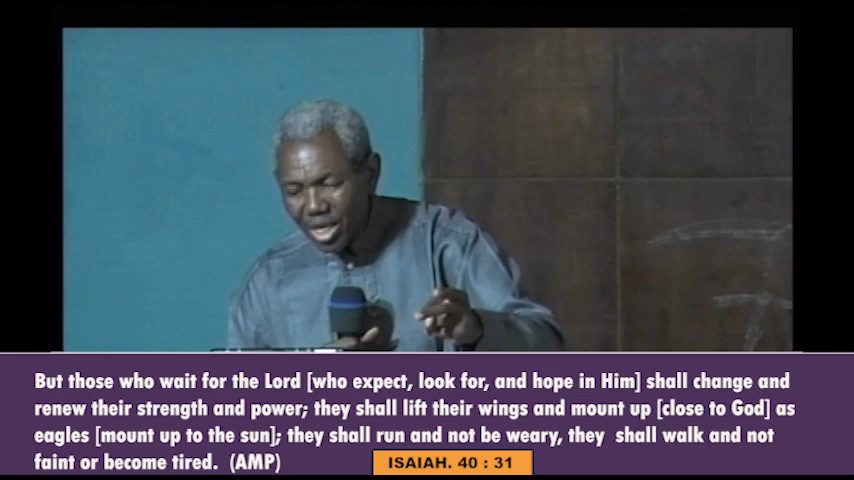 But those who wait for the Lord [who expect, look for, and hope in Him] shall change and
renew their strength and power; they shall lift their wings and mount up [close to God] as
eagles [mount up to the sun]; they shall run and not be weary, they shall walk and not
faint or become tired. (AMP)
ISAIAH. 40 : 31